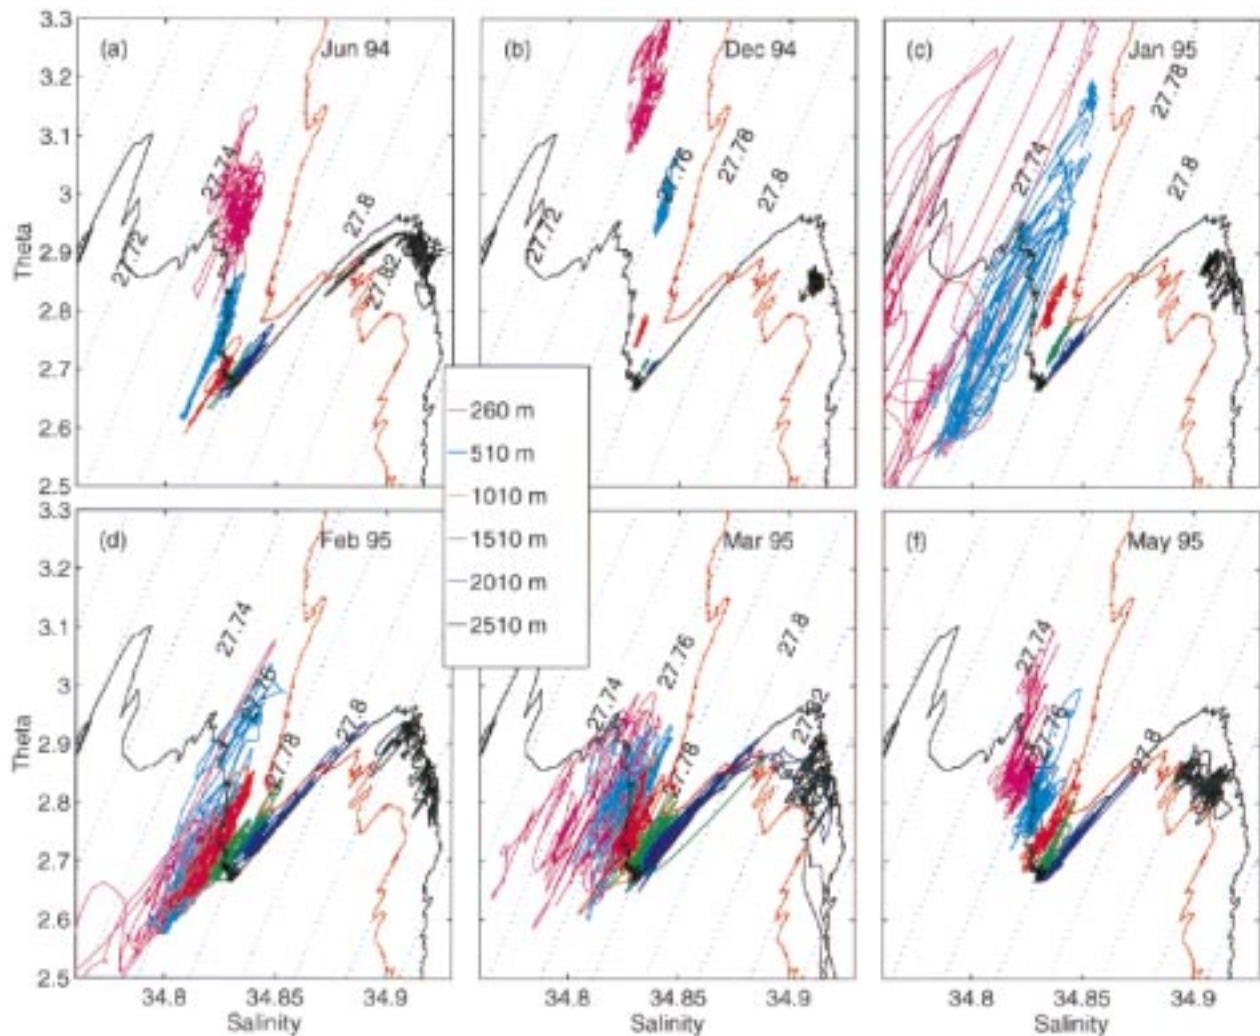 3.3
3.2
3.1
3
2.9
2.8
2.7
2.6
2.5
Theta
(a)
Jun 94
27.74
27.72
27.8
27.82
(b)
Dec 94
27.76
27.78
27.8
27.72
(c)
Jan 95
27.78
27.74
27.8
260 m
510 m
1010 m
1510 m
2010 m
2510 m
3.3
3.2
3.1
3
2.9
2.8
2.7
2.6
2.5
Theta
(d)
Feb 95
27.74
27.76
27.8
27.78
34.8
34.85
34.9
Salinity
Mar 95
27.76
27.8
27.74
27.78
34.8
34.85
34.9
Salinity
(f)
May 95
27.74
27.76
27.8
34.8
34.85
34.9
Salinity